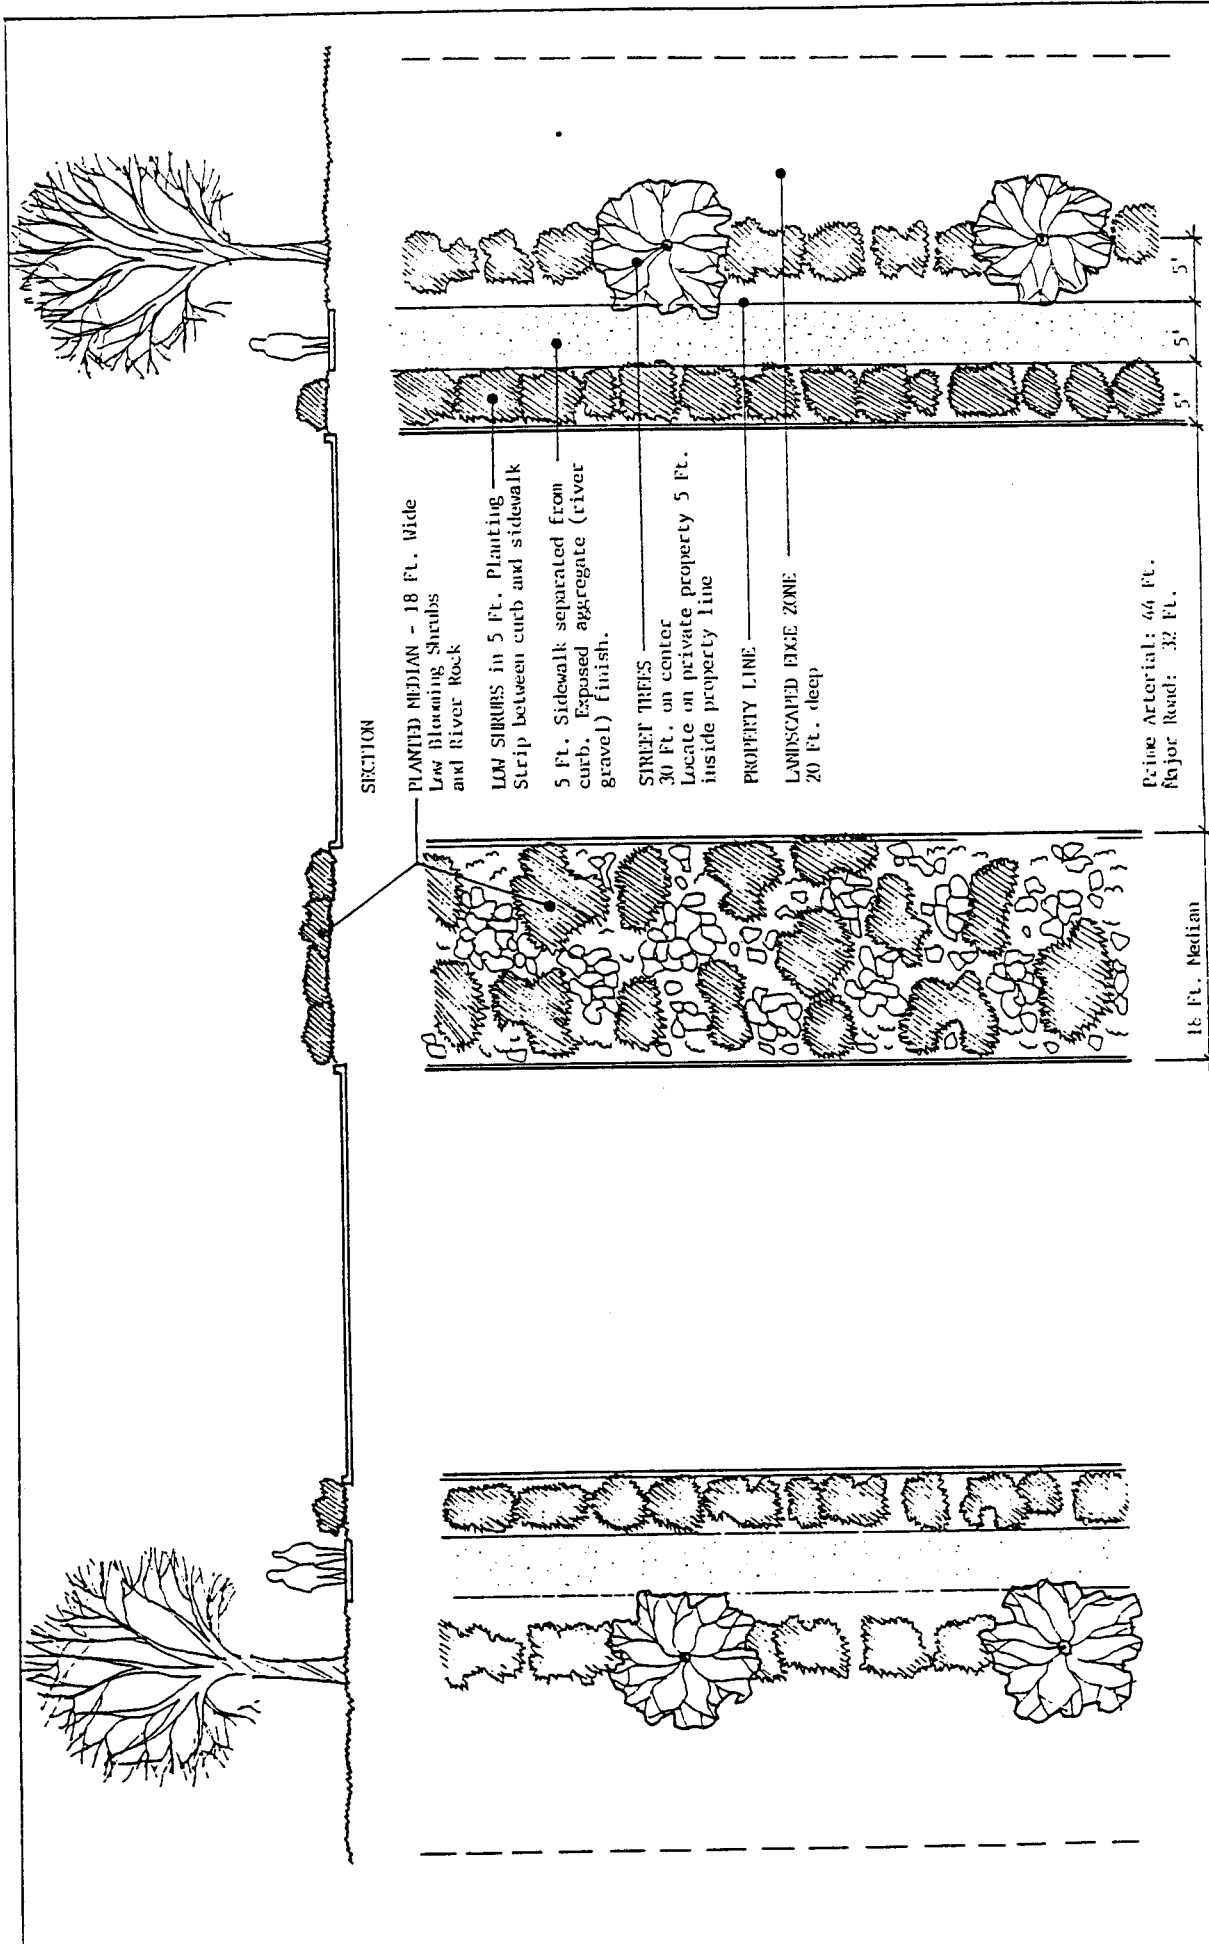 SECTION
PLANTED MEDIAN - 18 Ft. Wide
Low Blooming Shrubs
and River Rock
LOW SHRUBS in 5 Ft. Planting
Strip between curb and sidewalk
5 Ft. Sidewalk separated from
curb. Exposed aggregate (river
gravel) finish.
STREET TREES
30 Ft. on center
Locate on private property 5 Ft.
inside property line
PROPERTY LINE
LANDSCAPED EDGE ZONE
20 Ft. deep
18 Ft. Median
Prime Arterial: 44 Ft.
Major Road: 32 Ft.
5'
5'
5'